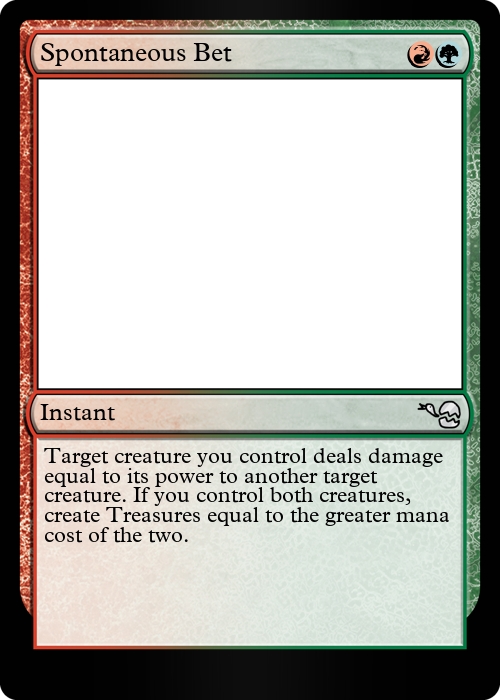 Spontaneous Bet
Instant
Target creature you control deals damage
equal to its power to another target
creature. If you control both creatures,
create Treasures equal to the greater mana
cost of the two.